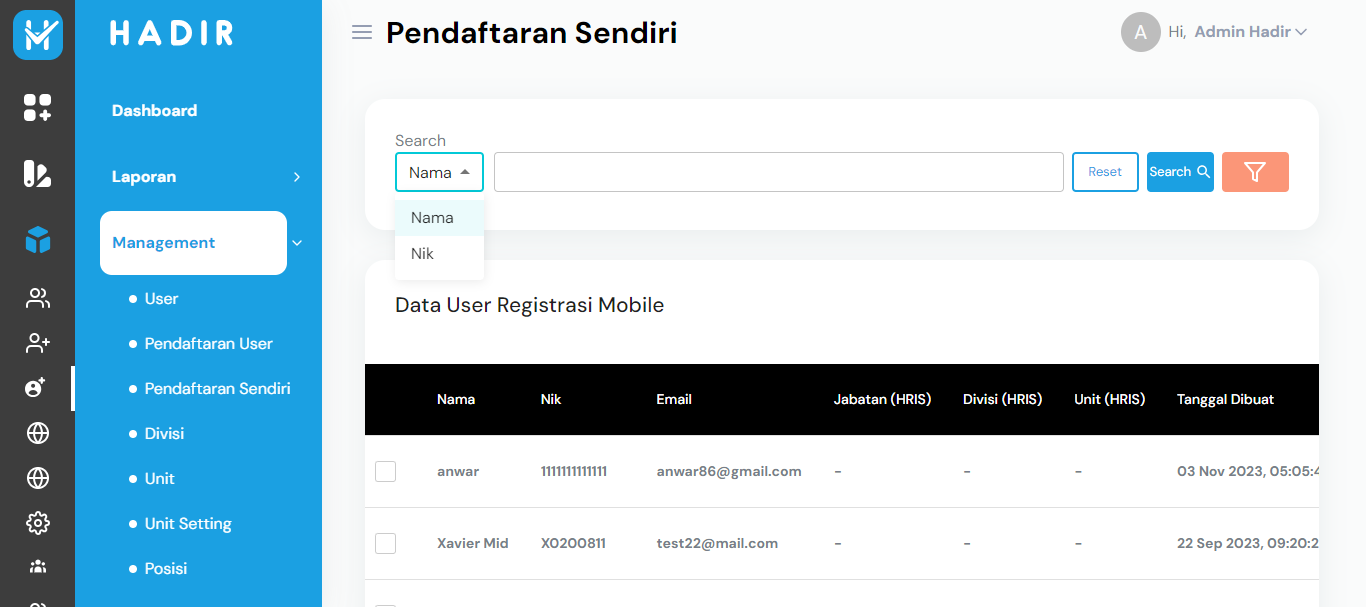 HADIR
Pendaftaran Sendiri
A
Hi, Admin Hadir
Dashboard
Laporan
Management
User
Pendaftaran User
Pendaftaran Sendiri
Divisi
Unit
Unit Setting
Posisi
Search
Nama
Reset
Search
Nama
Nik
Data User Registrasi Mobile
Nama Nik Email Jabatan (HRIS) Divisi (HRIS) Unit (HRIS) Tanggal Dibuat
anwar 1111111111111 anwar86@gmail.com - - - 03 Nov 2023, 05:05:4
Xavier Mid X0200811 test22@mail.com - - - 22 Sep 2023, 09:20:2